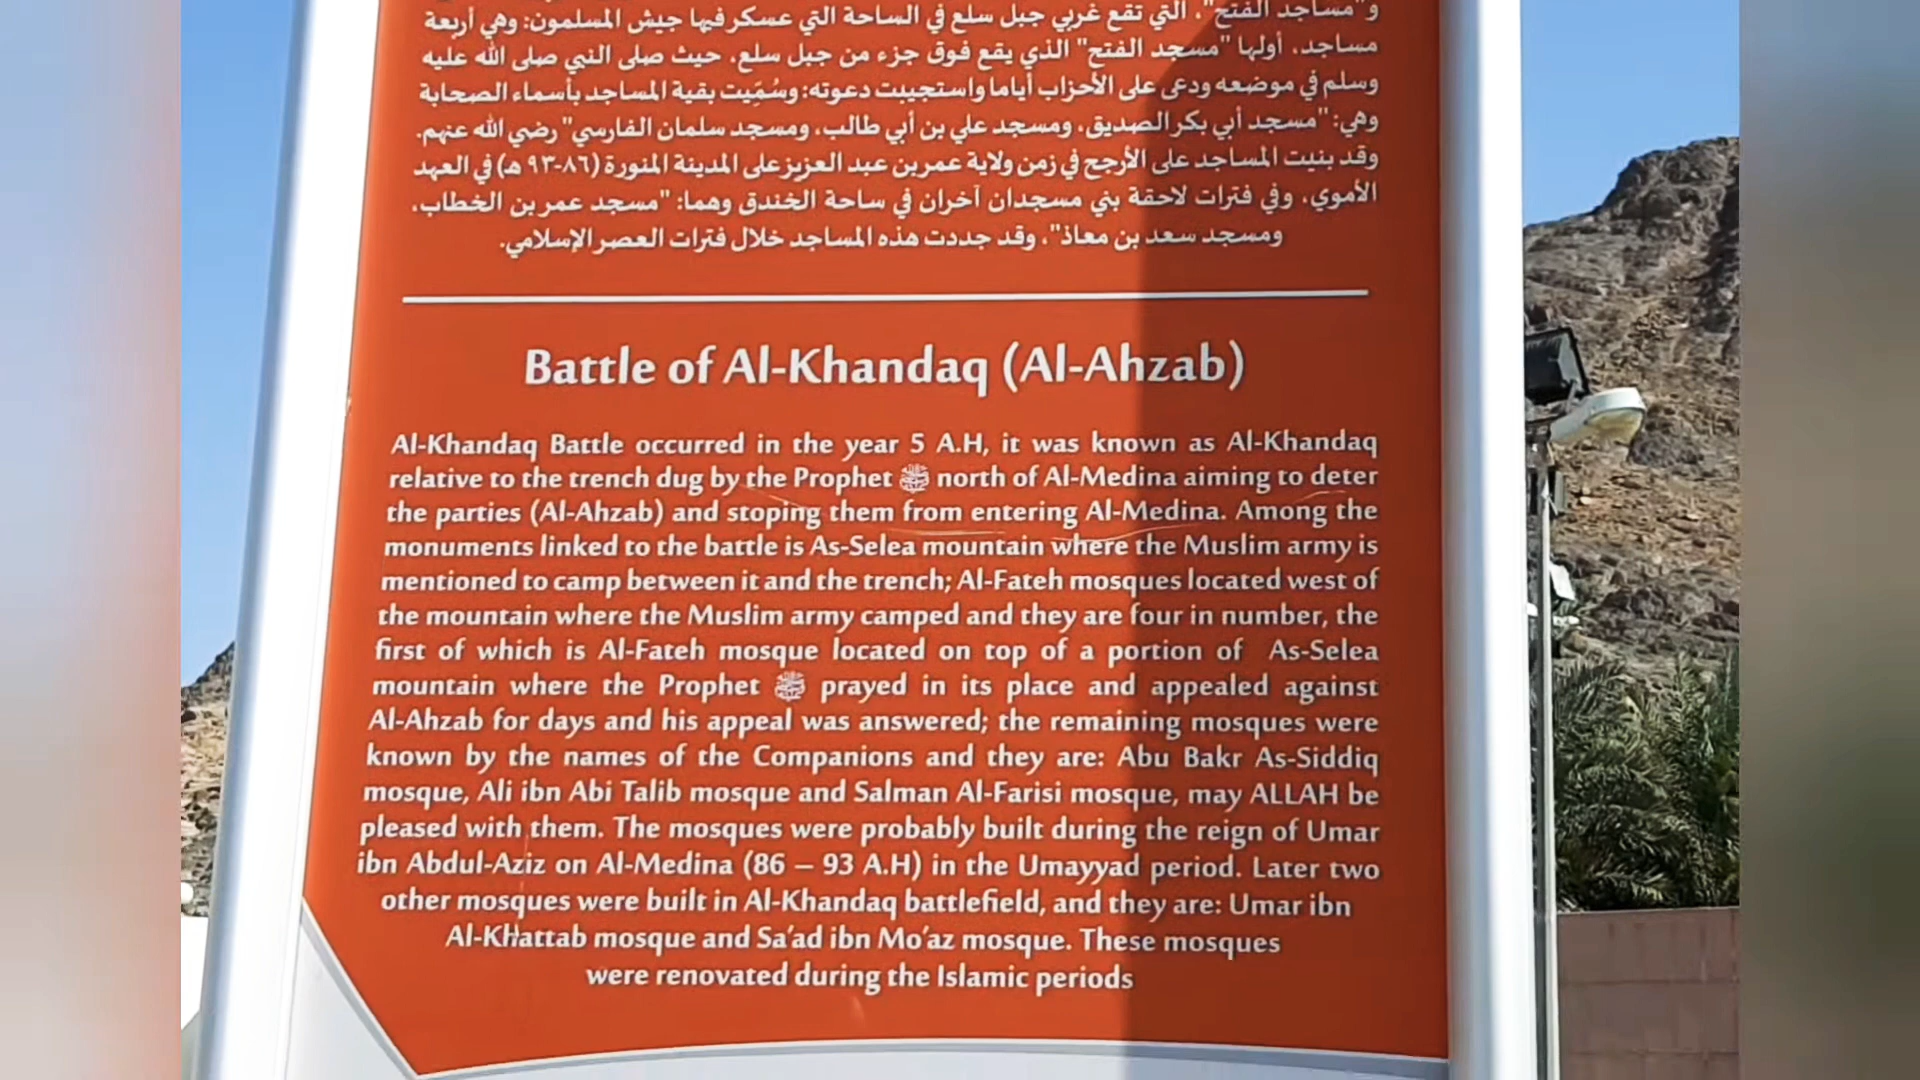 و"مساجد الفتح"، التي تقع غربي جبل سلع في الساحة التي عسكر فيها جيش المسلمون: وهي أربعة
مساجد، أولها "مسجد الفتح" الذي يقع فوق جزء من جبل سلع، حيث صلى النبي صلى الله عليه
وسلم في موضعه ودعى على الأحزاب أياما واستجيبت دعوته: وسُمِّيت بقية المساجد بأسماء الصحابة
وهي: "مسجد أبي بكر الصديق، ومسجد علي بن أبي طالب، ومسجد سلمان الفارسي" رضي الله عنهم.
وقد بنيت المساجد على الأرجح في زمن ولاية عمر بن عبد العزيز على المدينة المنورة (٨٦-٩٣ هـ) في العهد
الأموي، وفي فترات لاحقة بني مسجدان آخران في ساحة الخندق وهما: "مسجد عمر بن الخطاب،
ومسجد سعد بن معاذ"، وقد جددت هذه المساجد خلال فترات العصر الإسلامي.
Battle of Al-Khandaq (Al-Ahzab)
Al-Khandaq Battle occurred in the year 5 A.H, it was known as Al-Khandaq
relative to the trench dug by the Prophet ﷺ north of Al-Medina aiming to deter
the parties (Al-Ahzab) and stoping them from entering Al-Medina. Among the
monuments linked to the battle is As-Selea mountain where the Muslim army is
mentioned to camp between it and the trench; Al-Fateh mosques located west of
the mountain where the Muslim army camped and they are four in number, the
first of which is Al-Fateh mosque located on top of a portion of As-Selea
mountain where the Prophet ﷺ prayed in its place and appealed against
Al-Ahzab for days and his appeal was answered; the remaining mosques were
known by the names of the Companions and they are: Abu Bakr As-Siddiq
mosque, Ali ibn Abi Talib mosque and Salman Al-Farisi mosque, may ALLAH be
pleased with them. The mosques were probably built during the reign of Umar
ibn Abdul-Aziz on Al-Medina (86 – 93 A.H) in the Umayyad period. Later two
other mosques were built in Al-Khandaq battlefield, and they are: Umar ibn
Al-Khattab mosque and Sa'ad ibn Mo'az mosque. These mosques
were renovated during the Islamic periods